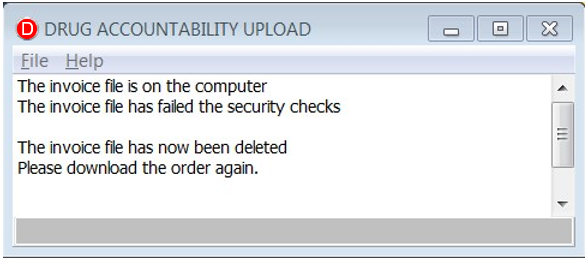 D DRUG ACCOUNTABILITY UPLOAD
File Help
The invoice file is on the computer
The invoice file has failed the security checks
The invoice file has now been deleted
Please download the order again.